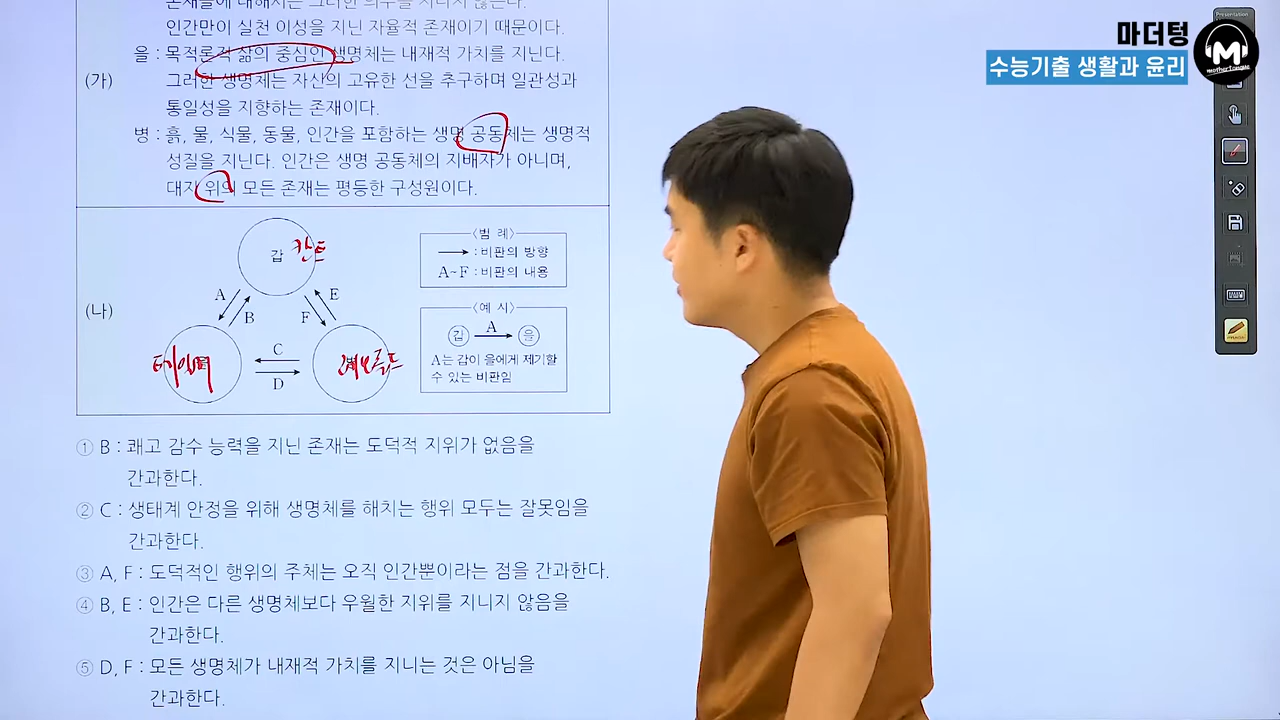 존재들에 대해서는 그러한 의무를 지니지 않는다.
인간만이 실천 이성을 지닌 자율적 존재이기 때문이다.
을 : 목적론적 삶의 중심인 생명체는 내재적 가치를 지닌다.
(가)
그러한 생명체는 자신의 고유한 선을 추구하며 일관성과
통일성을 지향하는 존재이다.
병 : 흙, 물, 식물, 동물, 인간을 포함하는 생명 공동체는 생명적
성질을 지닌다. 인간은 생명 공동체의 지배자가 아니며,
대지 위의 모든 존재는 평등한 구성원이다.
(나)
갑 칸트
A
B
E
F
테일러
C
D
레오폴드
<범 례>
: 비판의 방향
A~F : 비판의 내용
<예 시>
갑 A 을
A는 갑이 을에게 제기할
수 있는 비판임
① B : 쾌고 감수 능력을 지닌 존재는 도덕적 지위가 없음을
간과한다.
② C : 생태계 안정을 위해 생명체를 해치는 행위 모두는 잘못임을
간과한다.
③ A, F : 도덕적인 행위의 주체는 오직 인간뿐이라는 점을 간과한다.
④ B, E : 인간은 다른 생명체보다 우월한 지위를 지니지 않음을
간과한다.
⑤ D, F : 모든 생명체가 내재적 가치를 지니는 것은 아님을
간과한다.
마더텅
수능기출 생활과 윤리
M
mothertongue
Presentation